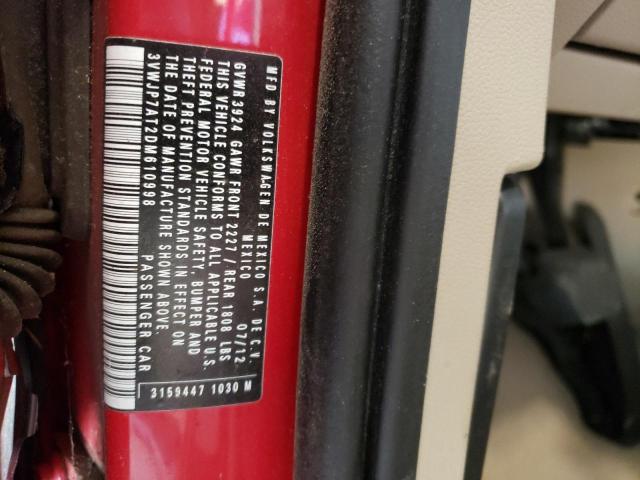 MFD BY VOLKSWAGEN DE MEXICO S.A. DE C.V.
MEXICO 07/12
GVWR 3924 GAWR FRONT 2227 / REAR 1808 LBS
THIS VEHICLE CONFORMS TO ALL APPLICABLE U.S.
FEDERAL MOTOR VEHICLE SAFETY, BUMPER AND
THEFT PREVENTION STANDARDS IN EFFECT ON
THE DATE OF MANUFACTURE SHOWN ABOVE.
3VWJP7AT2DM610998 PASSENGER CAR
3159447 1030 M